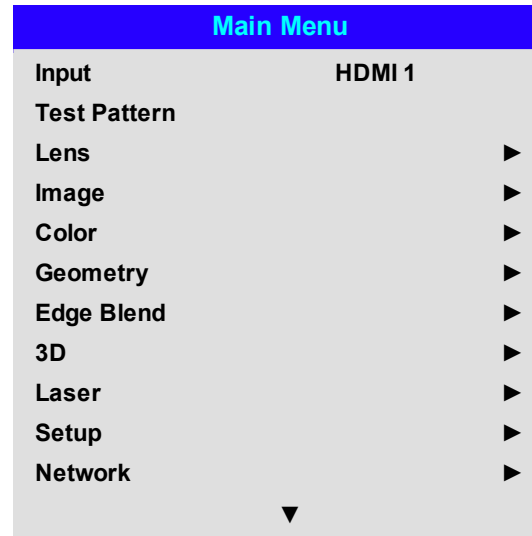 Main Menu
Input HDMI 1
Test Pattern
Lens ►
Image ►
Color ►
Geometry ►
Edge Blend ►
3D ►
Laser ►
Setup ►
Network ►
▼